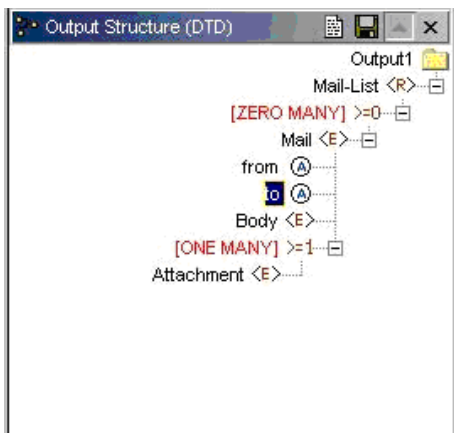 Output Structure (DTD)
Output1
Mail-List <R>
[ZERO MANY] >=0
Mail <E>
from A
to A
Body <E>
[ONE MANY] >=1
Attachment <E>